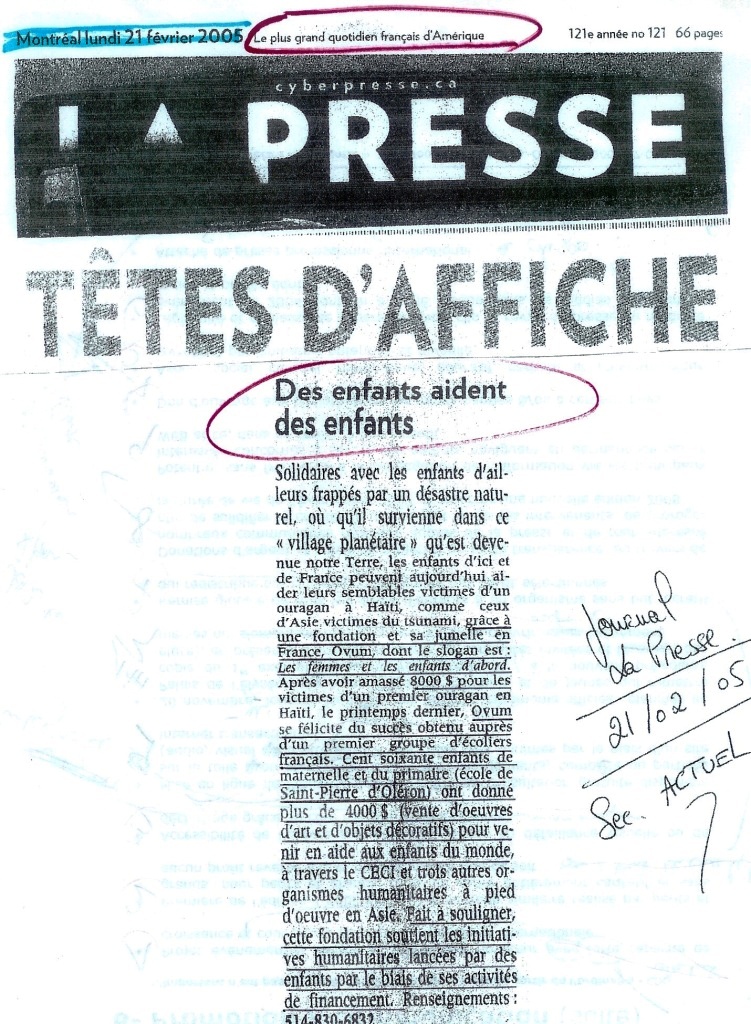 Montréal lundi 21 février 2005 Le plus grand quotidien français d'Amérique 121e année no 121 66 pages
cyberpresse.ca
LA PRESSE
TÊTES D'AFFICHE
Des enfants aident
des enfants
Solidaires avec les enfants d'ail-
leurs frappés par un désastre natu-
rel, où qu'il survienne dans ce
« village planétaire » qu'est deve-
nue notre Terre, les enfants d'ici et
de France peuvent aujourd'hui ai-
der leurs semblables victimes d'un
ouragan à Haïti, comme ceux
d'Asie victimes du tsunami, grâce à
une fondation et sa jumelle en
France, Ovum, dont le slogan est :
Les femmes et les enfants d'abord.
Après avoir amassé 8000 $ pour les
victimes d'un premier ouragan en
Haïti, le printemps dernier, Ovum
se félicite du succès obtenu auprès
d'un premier groupe d'écoliers
français. Cent soixante enfants de
maternelle et du primaire (école de
Saint-Pierre d'Oléron) ont donné
plus de 4000 $ (vente d'oeuvres
d'art et d'objets décoratifs) pour ve-
nir en aide aux enfants du monde,
à travers le CECI et trois autres or-
ganismes humanitaires à pied
d'oeuvre en Asie. Fait à souligner,
cette fondation soutient les initiati-
ves humanitaires lancées par des
enfants par le biais de ses activités
de financement. Renseignements :
514-830-6832
Journal
La Presse
21/02/05
Sec. ACTUEL